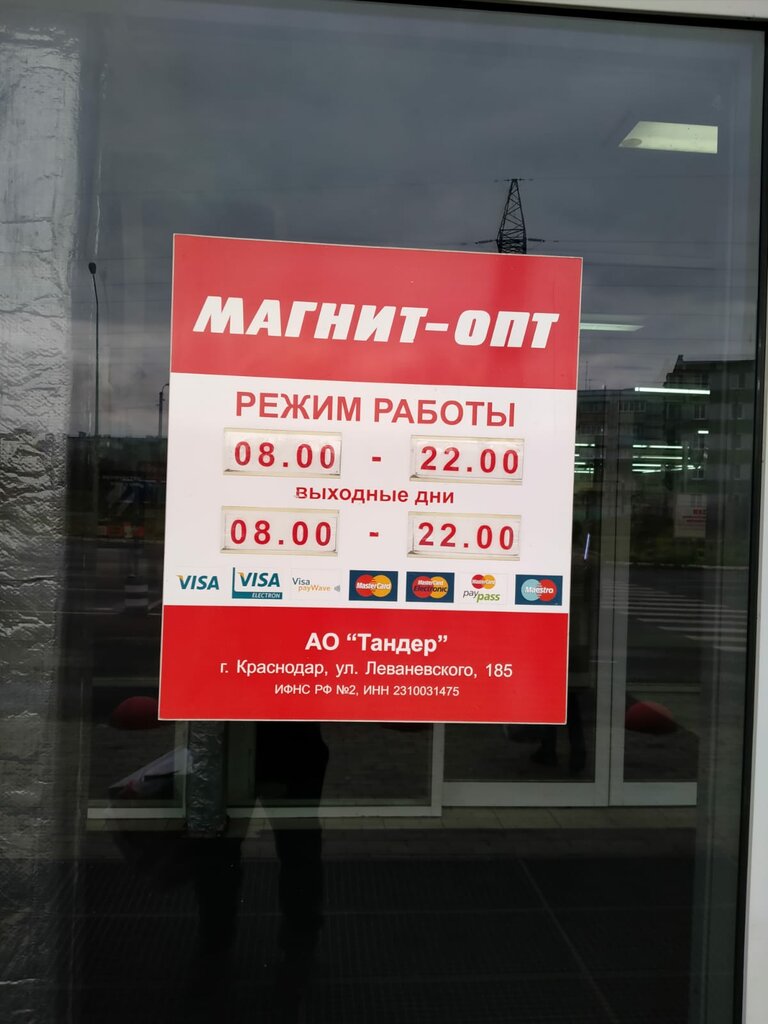 МАГНИТ-ОПТ
РЕЖИМ РАБОТЫ
08.00 - 22.00
ВЫХОДНЫЕ ДНИ
08.00 - 22.00
VISA VISA ELECTRON Visa payWave MasterCard MasterCard Electronic MasterCard paypass Maestro
АО “Тандер”
г. Краснодар, ул. Леваневского, 185
ИФНС РФ №2, ИНН 2310031475